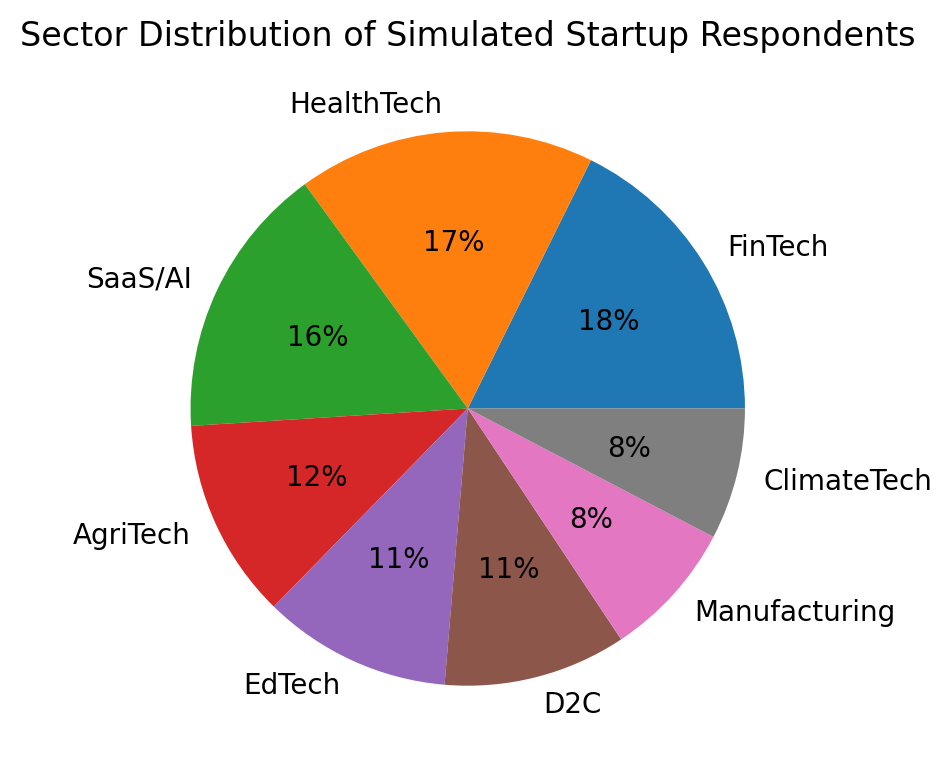 Sector Distribution of Simulated Startup Respondents
HealthTech
FinTech
17%
SaaS/AI
18%
16%
8%
12%
ClimateTech
8%
AgriTech
11%
11%
Manufacturing
EdTech
D2C